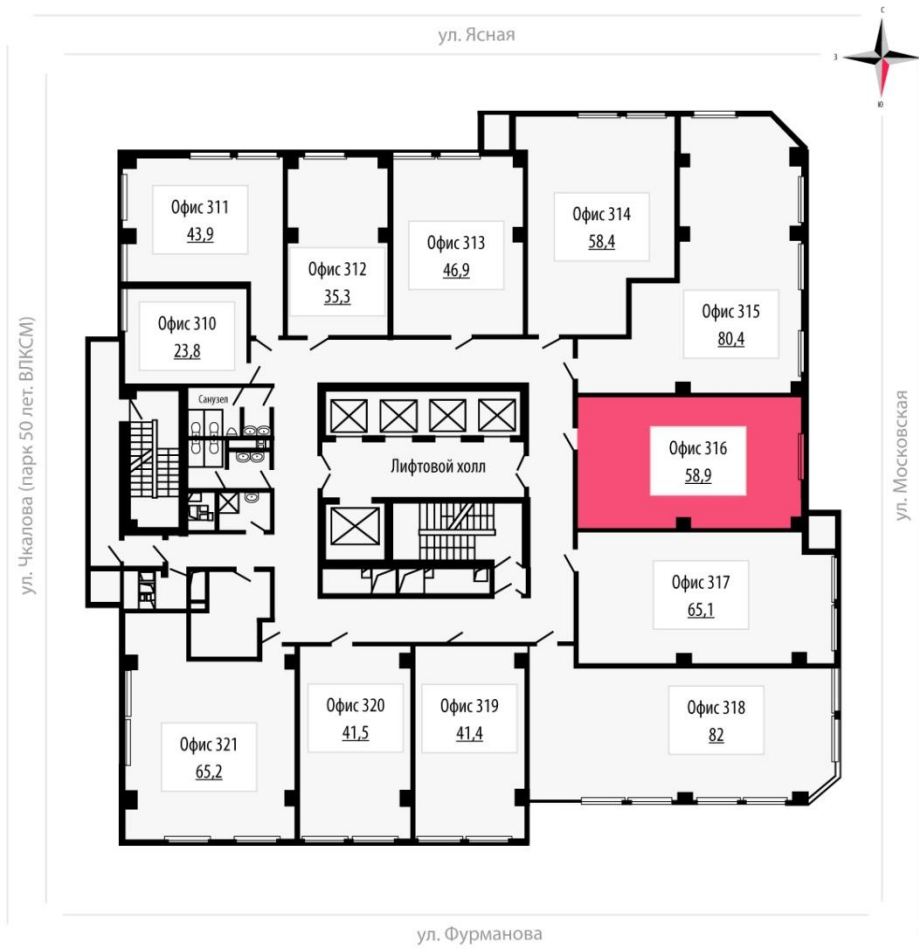 ул. Ясная
С
З
Ю
Офис 311
43,9
Офис 312
35,3
Офис 313
46,9
Офис 314
58,4
Офис 315
80,4
Офис 310
23,8
Санузел
Лифтовой холл
Офис 316
58,9
ул. Чкалова (парк 50 лет. ВЛКСМ)
ул. Московская
Офис 317
65,1
Офис 318
82
Офис 319
41,4
Офис 320
41,5
Офис 321
65,2
ул. Фурманова